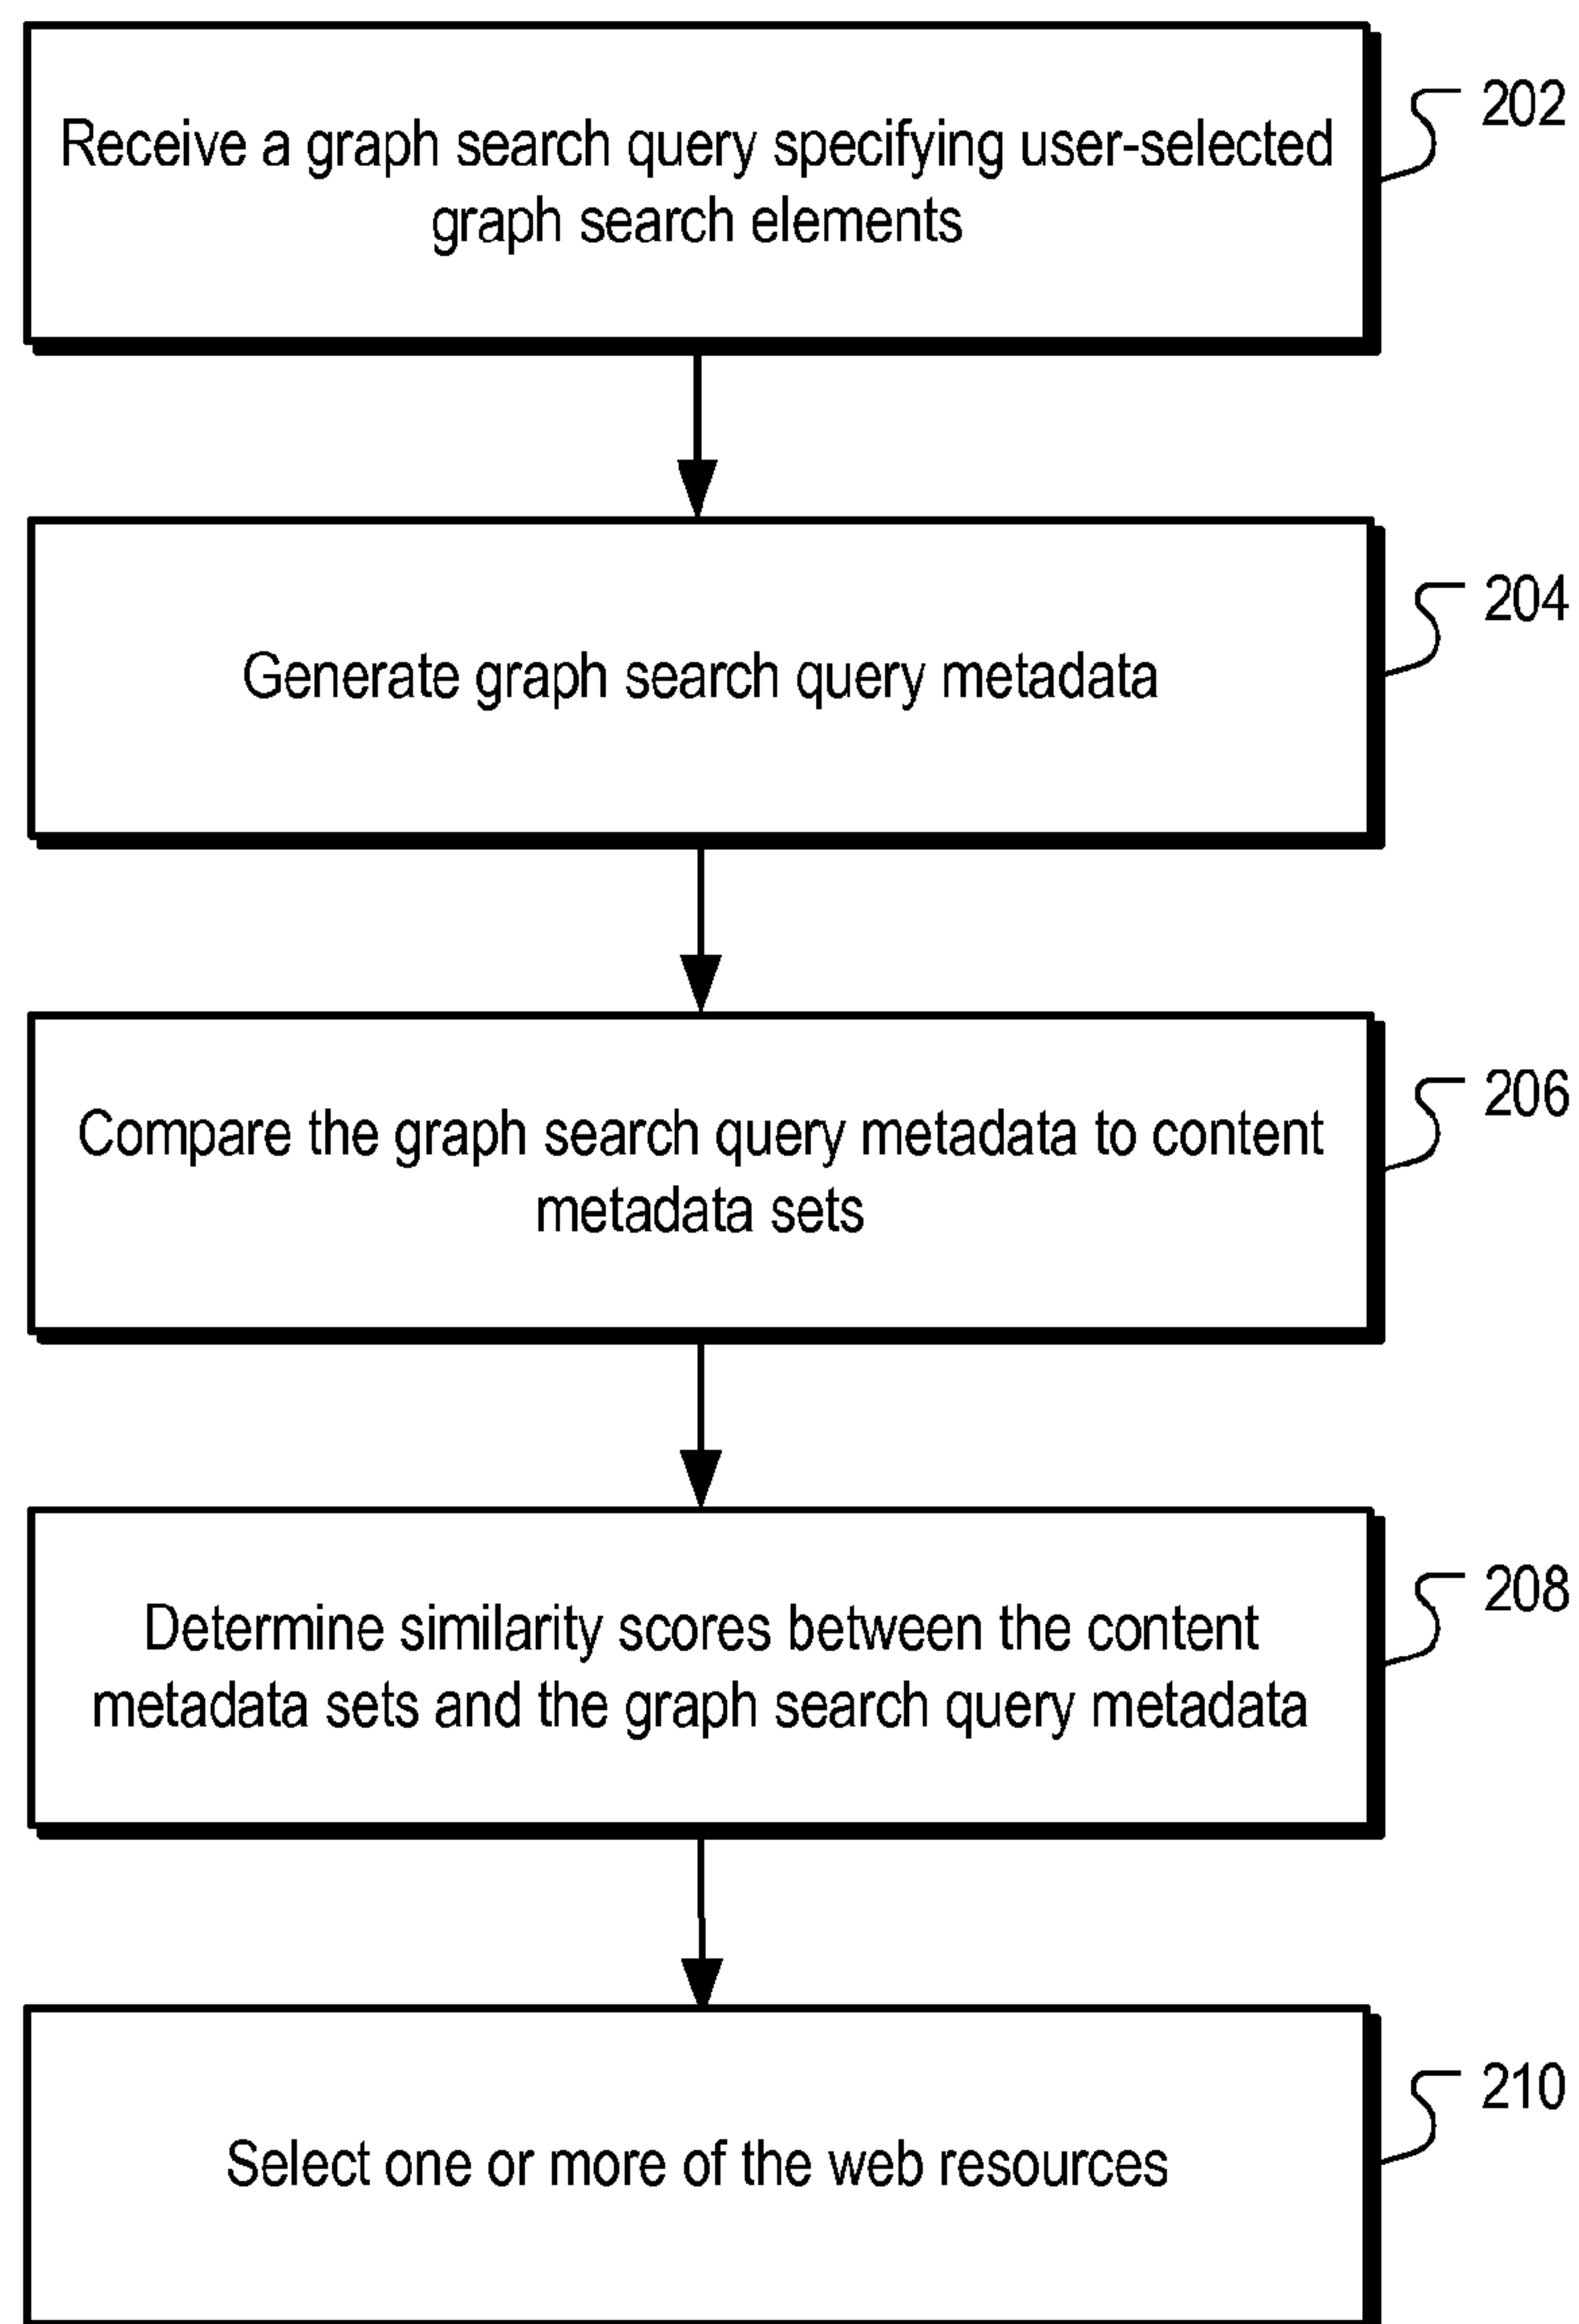 Receive a graph search query specifying user-selected
graph search elements
202
Generate graph search query metadata
204
Compare the graph search query metadata to content
metadata sets
206
Determine similarity scores between the content
metadata sets and the graph search query metadata
208
Select one or more of the web resources
210